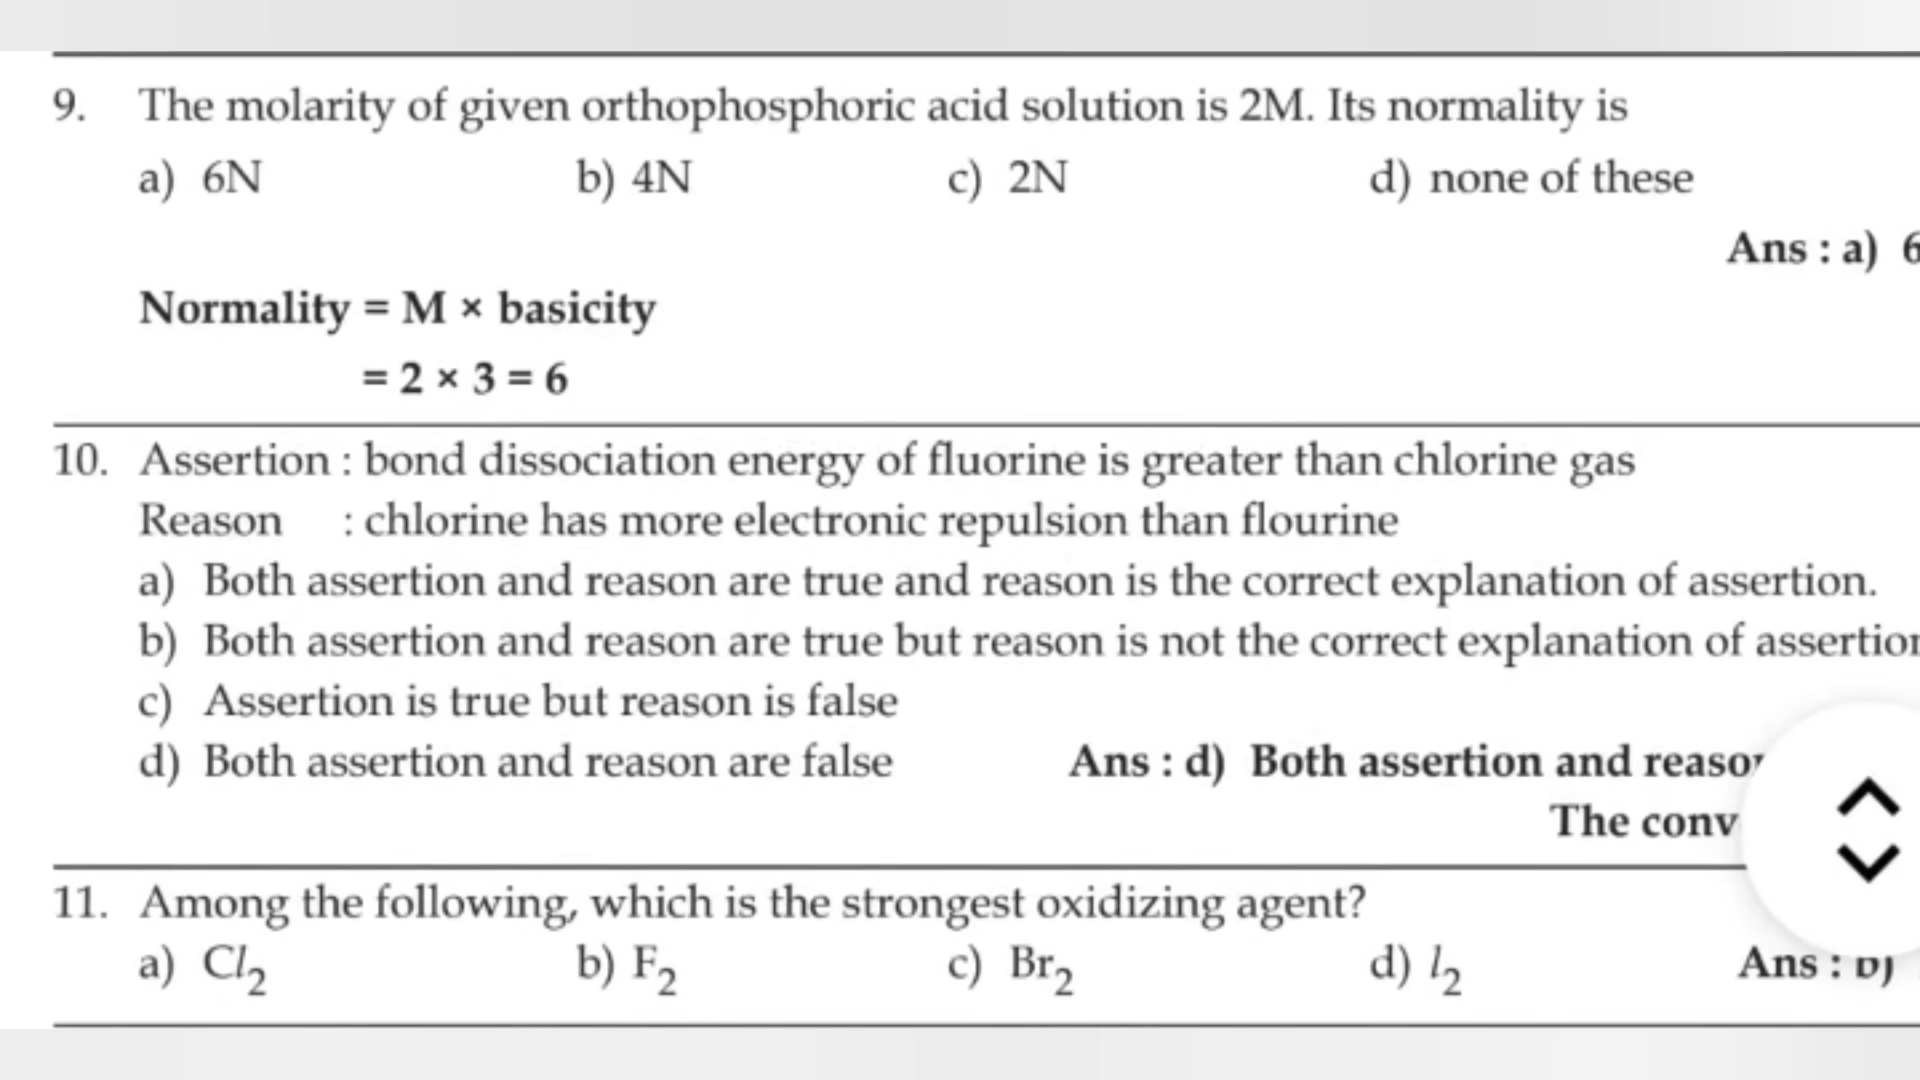 9. The molarity of given orthophosphoric acid solution is 2M. Its normality is
a) 6N b) 4N c) 2N d) none of these
Ans : a) 6
Normality = M × basicity
= 2 × 3 = 6
10. Assertion : bond dissociation energy of fluorine is greater than chlorine gas
Reason : chlorine has more electronic repulsion than flourine
a) Both assertion and reason are true and reason is the correct explanation of assertion.
b) Both assertion and reason are true but reason is not the correct explanation of assertion
c) Assertion is true but reason is false
d) Both assertion and reason are false Ans : d) Both assertion and reason
The conv
11. Among the following, which is the strongest oxidizing agent?
a) Cl₂ b) F₂ c) Br₂ d) I₂ Ans : b)